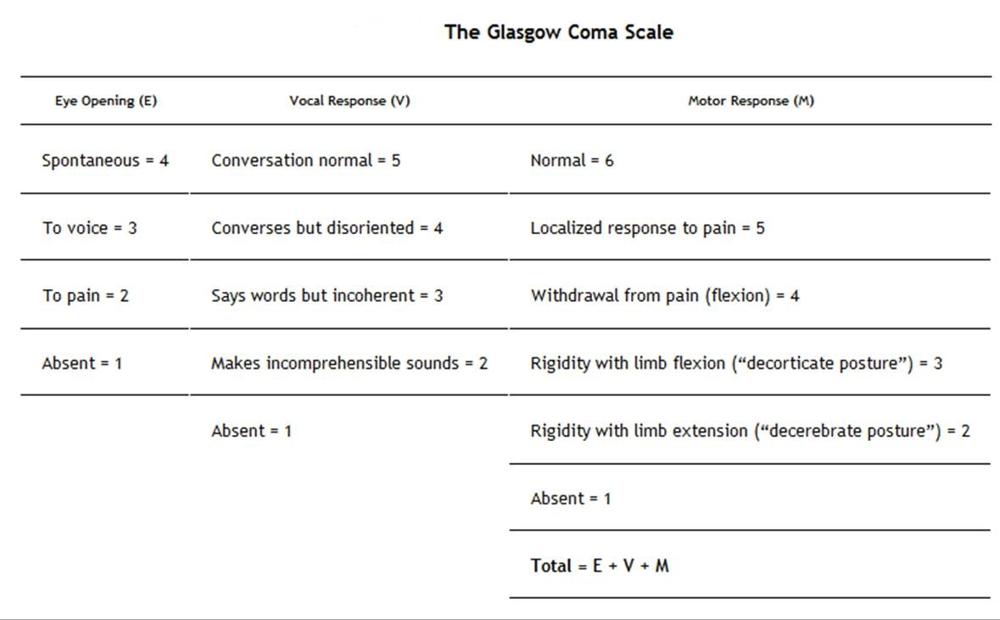 The Glasgow Coma Scale
Eye Opening (E) Vocal Response (V) Motor Response (M)
Spontaneous = 4 Conversation normal = 5 Normal = 6
To voice = 3 Converses but disoriented = 4 Localized response to pain = 5
To pain = 2 Says words but incoherent = 3 Withdrawal from pain (flexion) = 4
Absent = 1 Makes incomprehensible sounds = 2 Rigidity with limb flexion (“decorticate posture”) = 3
Absent = 1 Rigidity with limb extension (“decerebrate posture”) = 2
Absent = 1
Total = E + V + M